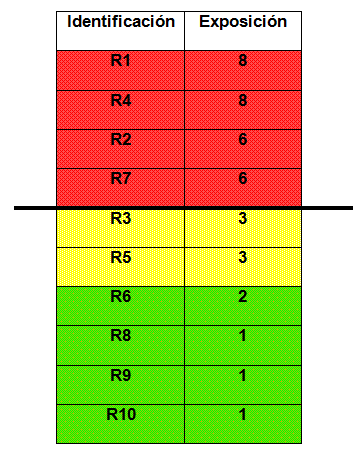 Identificación Exposición
R1 8
R4 8
R2 6
R7 6
R3 3
R5 3
R6 2
R8 1
R9 1
R10 1